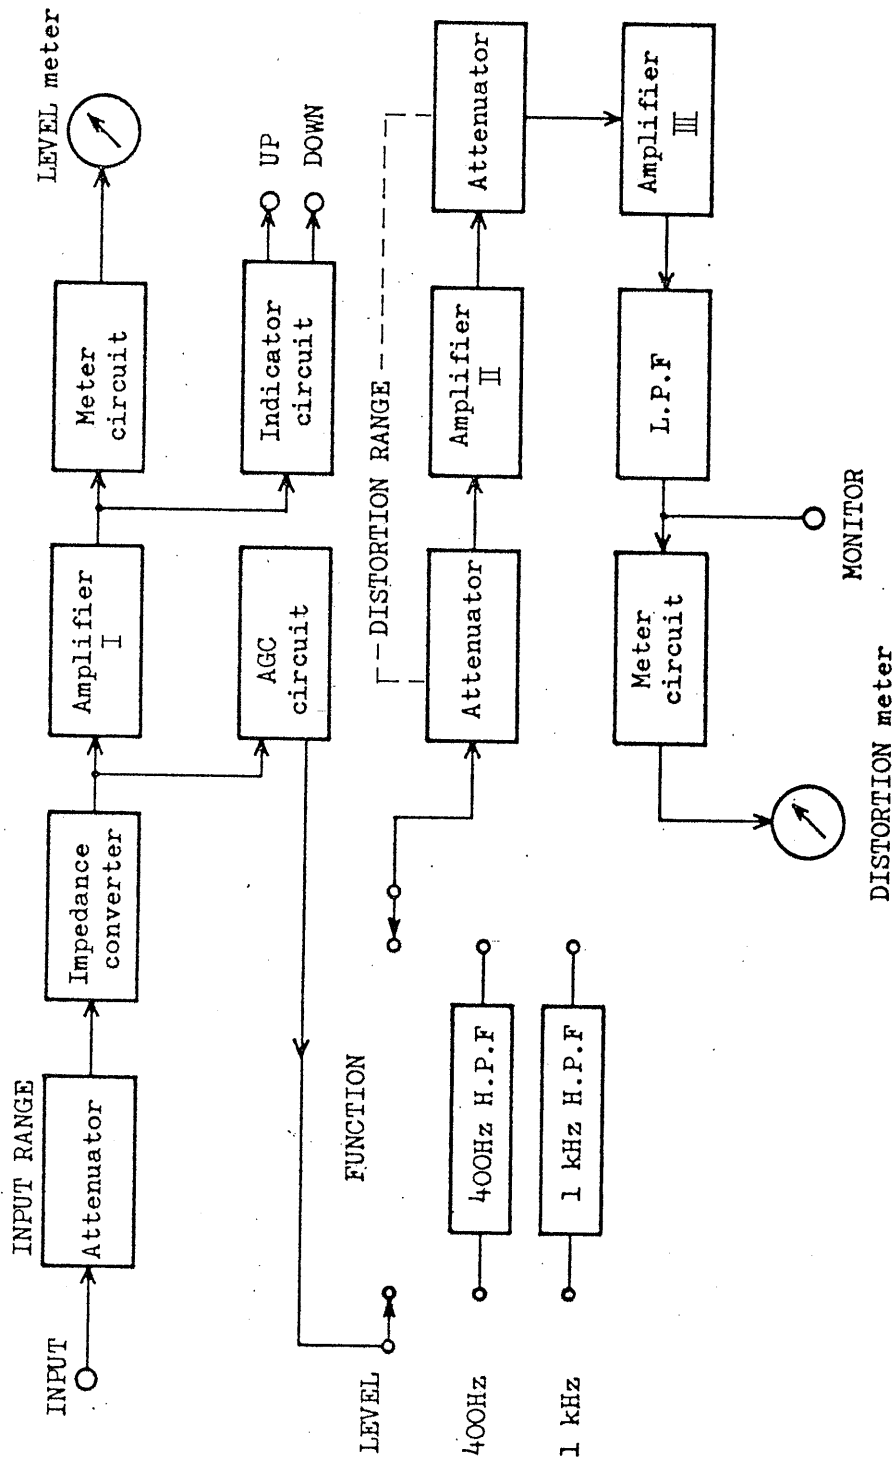 INPUT RANGE
INPUT
Attenuator
Impedance
converter
Amplifier
I
Meter
circuit
LEVEL meter
AGC
circuit
Indicator
circuit
UP
DOWN
FUNCTION
LEVEL
400Hz
400Hz H.P.F
1 kHz
1 kHz H.P.F
DISTORTION RANGE
Attenuator
Amplifier
II
Attenuator
Amplifier
III
L.P.F
MONITOR
Meter
circuit
DISTORTION meter